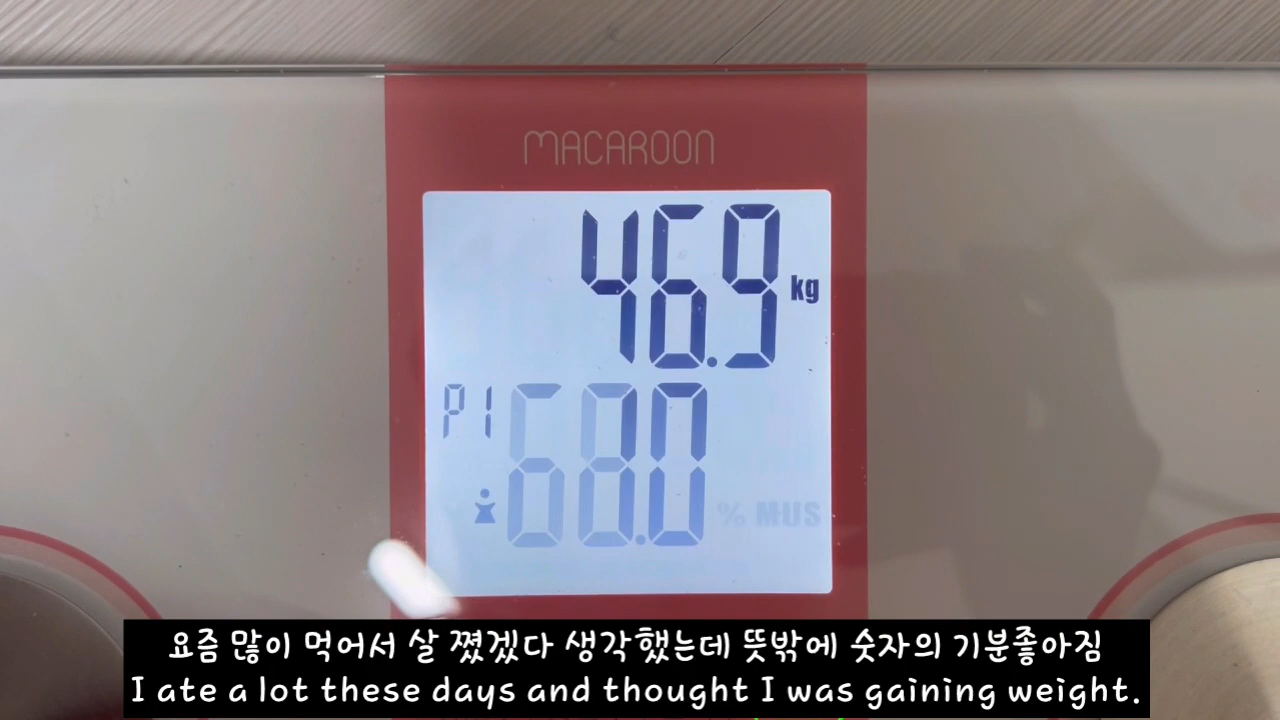 MACAROON
46.9 kg
P1
% MUS
요즘 많이 먹어서 살 쪘겠다 생각했는데 뜻밖에 숫자의 기분좋아짐
I ate a lot these days and thought I was gaining weight.